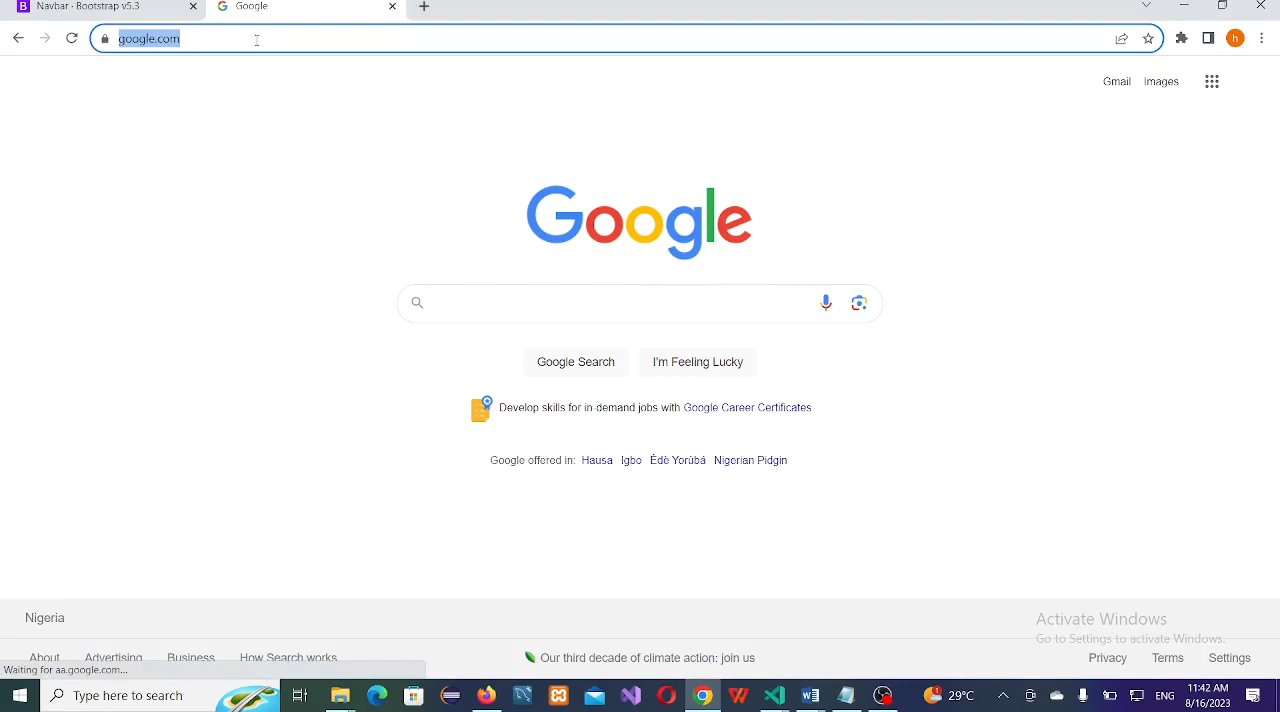 Navbar - Bootstrap v5.3
Google
google.com
Gmail Images
Google
Google Search I'm Feeling Lucky
Develop skills for in demand jobs with Google Career Certificates
Google offered in: Hausa Igbo Èdè Yorùbá Nigerian Pidgin
Nigeria
Activate Windows
Go to Settings to activate Windows.
About Advertising Business How Search works
Our third decade of climate action: join us
Privacy Terms Settings
Waiting for aa.google.com...
Type here to search
29°C
ENG
11:42 AM
8/16/2023